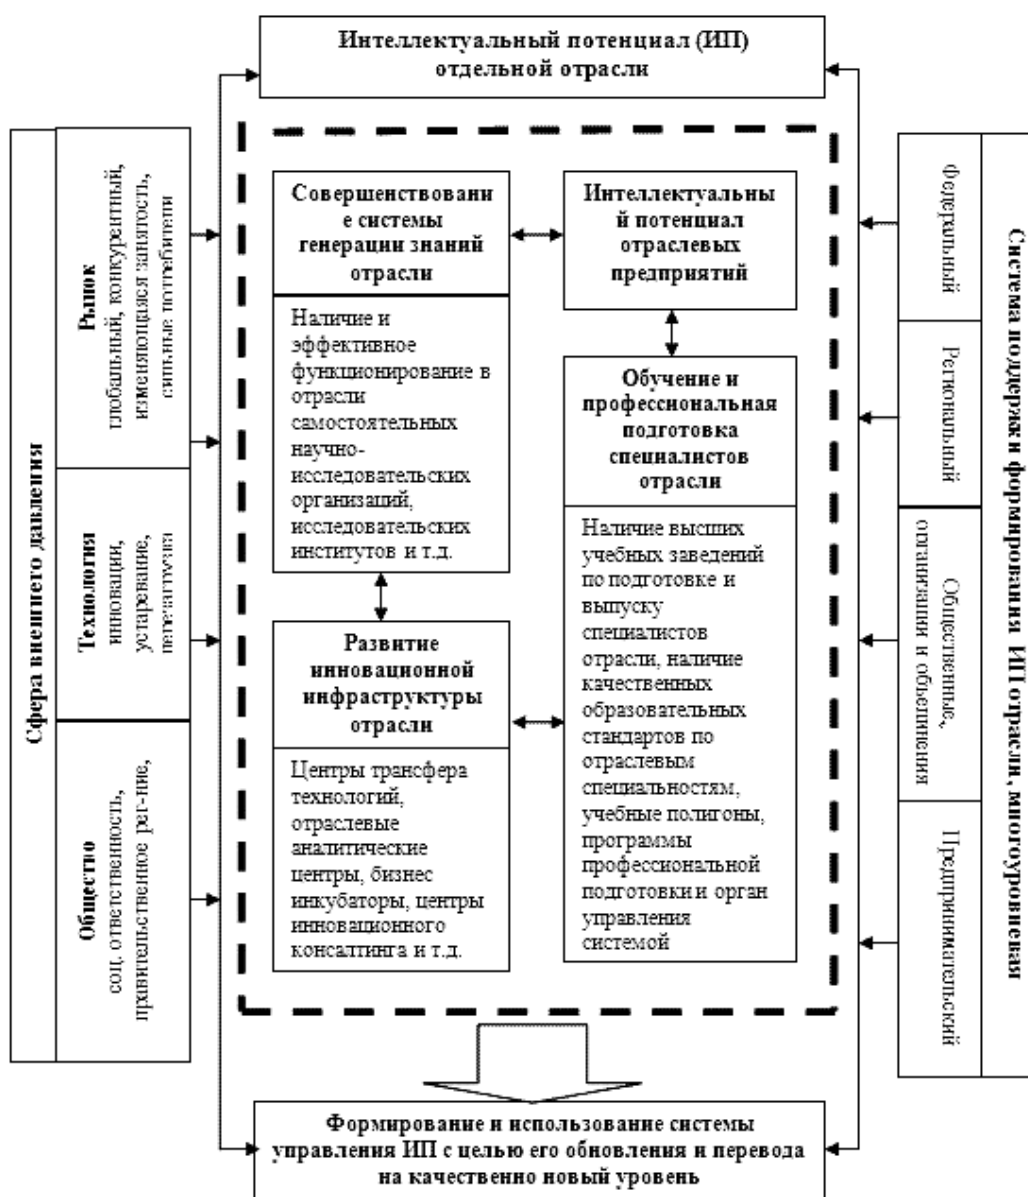 Интеллектуальный потенциал (ИП)
отдельной отрасли
Сфера внешнего давления
Рынок
глобальный, конкурентный,
изменяющаяся занятость,
сильные потребители
Технология
инновации,
устаревание,
перезагрузка
Общество
соц. ответственность,
правительственное рег-ние,
Совершенствовани
е системы
генерации знаний
отрасли
Наличие и
эффективное
функционирование в
отрасли
самостоятельных
научно-
исследовательских
организаций,
исследовательских
институтов и т.д.
Развитие
инновационной
инфраструктуры
отрасли
Центры трансфера
технологий,
отраслевые
аналитические
центры, бизнес
инкубаторы, центры
инновационного
консалтинга и т.д.
Интеллектуальны
й потенциал
отраслевых
предприятий
Обучение и
профессиональная
подготовка
специалистов
отрасли
Наличие высших
учебных заведений
по подготовке и
выпуску
специалистов
отрасли, наличие
качественных
образовательных
стандартов по
отраслевым
специальностям,
учебные полигоны,
программы
профессиональной
подготовки и орган
управления
системой
Федеральный
Региональный
Общественные,
организации и объединения
Предпринимательский
Система поддержки формирования ИП отрасли, многоуровневая
Формирование и использование системы
управления ИП с целью его обновления и перевода
на качественно новый уровень